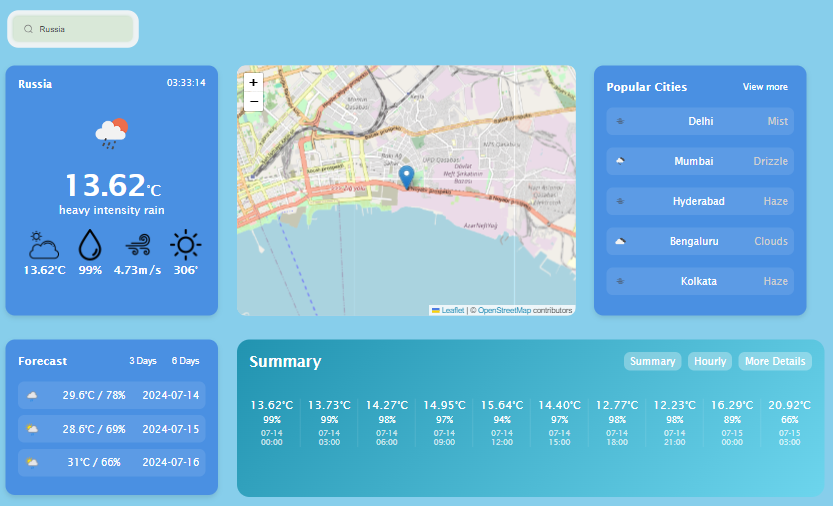 Russia
Russia 03:33:14
13.62°C
heavy intensity rain
13.62°C 99% 4.73m/s 306°
+
−
Leaflet | © OpenStreetMap contributors
Popular Cities View more
Delhi Mist
Mumbai Drizzle
Hyderabad Haze
Bengaluru Clouds
Kolkata Haze
Forecast 3 Days 6 Days
29.6°C / 78% 2024-07-14
28.6°C / 69% 2024-07-15
31°C / 66% 2024-07-16
Summary Summary Hourly More Details
13.62°C 13.73°C 14.27°C 14.95°C 15.64°C 14.40°C 12.77°C 12.23°C 16.29°C 20.92°C
99% 99% 98% 97% 94% 97% 98% 98% 89% 66%
07-14 07-14 07-14 07-14 07-14 07-14 07-14 07-14 07-15 07-15
00:00 03:00 06:00 09:00 12:00 15:00 18:00 21:00 00:00 03:00